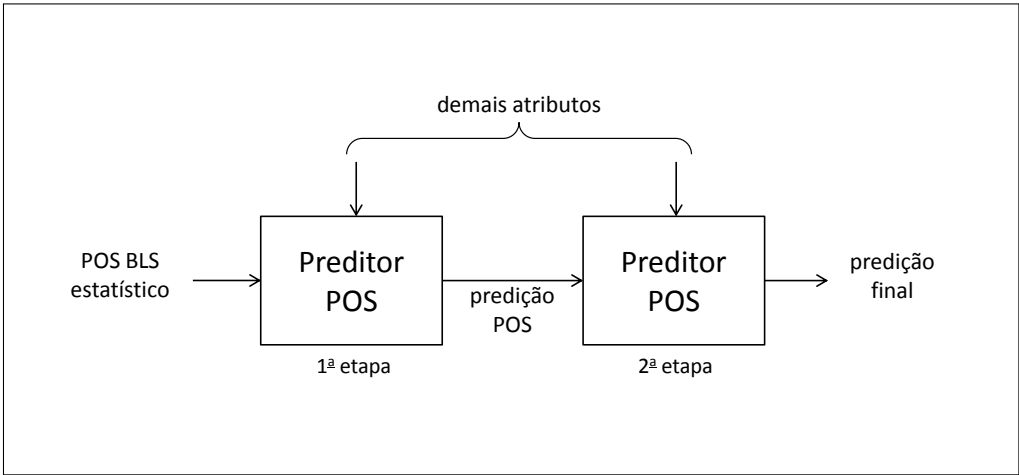 demais atributos
POS BLS
estatístico
Preditor
POS
predição
POS
Preditor
POS
predição
final
1ª etapa
2ª etapa